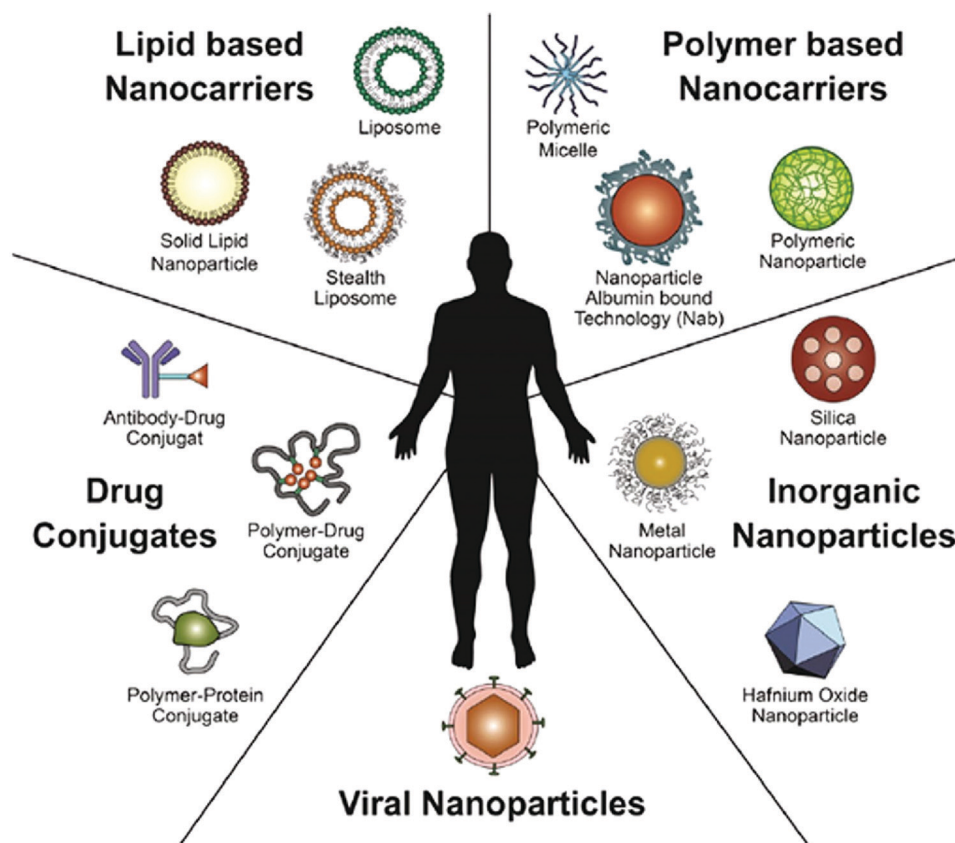 Lipid based
Nanocarriers
Liposome
Solid Lipid
Nanoparticle
Stealth
Liposome
Polymer based
Nanocarriers
Polymeric
Micelle
Nanoparticle
Albumin bound
Technology (Nab)
Polymeric
Nanoparticle
Antibody-Drug
Conjugat
Drug
Conjugates
Polymer-Drug
Conjugate
Polymer-Protein
Conjugate
Silica
Nanoparticle
Metal
Nanoparticle
Inorganic
Nanoparticles
Hafnium Oxide
Nanoparticle
Viral Nanoparticles